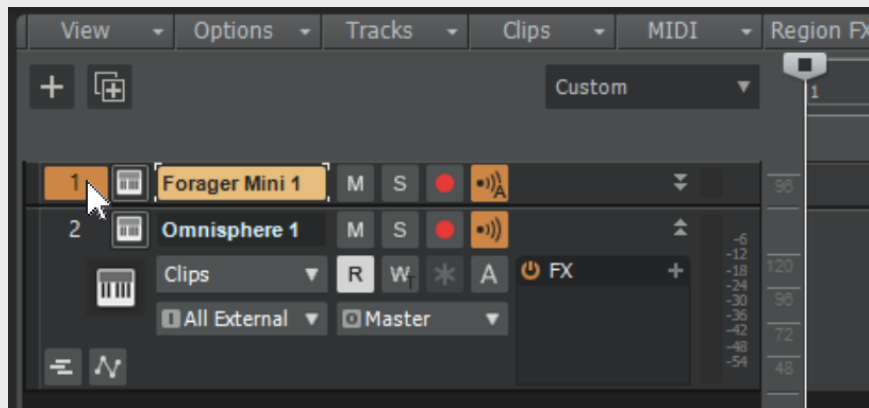 View Options Tracks Clips MIDI Region FX
Custom
1
1 Forager Mini 1 M S A
96
2 Omnisphere 1 M S
-6
-12
Clips R W A FX -18
120
-24
-30
96
I All External O Master -36
-42
72
-48
-54
48